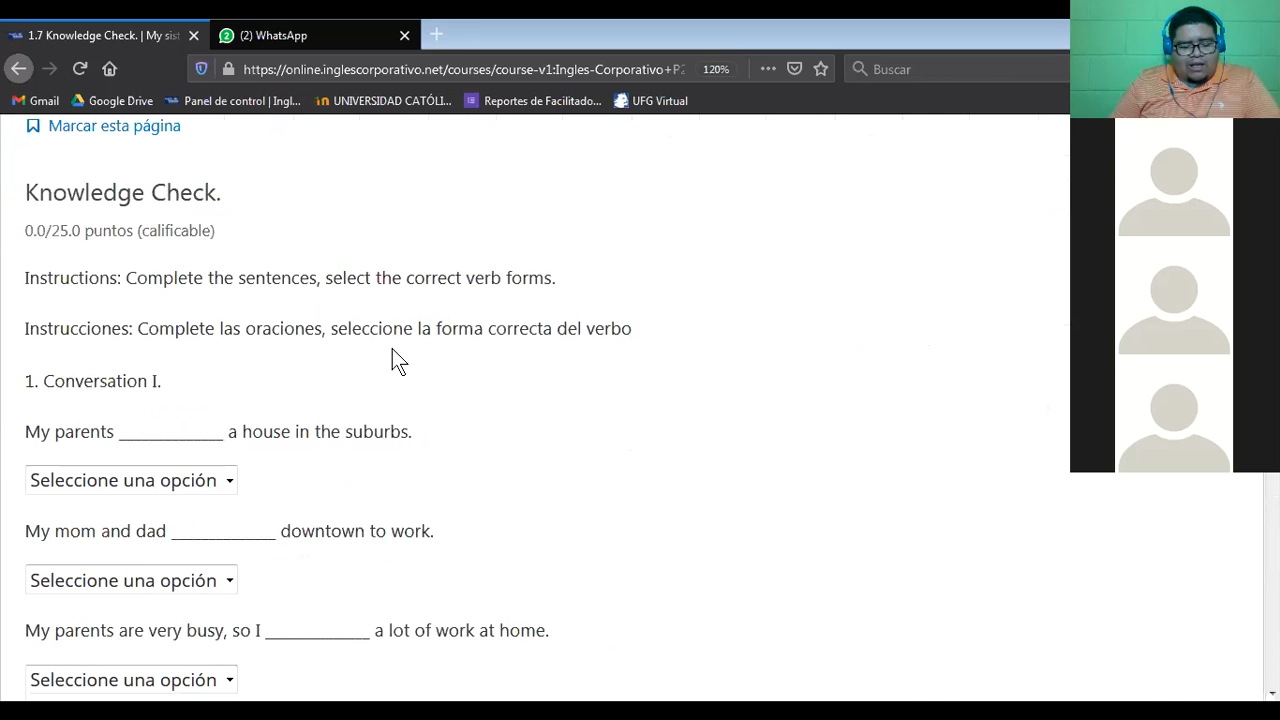 1.7 Knowledge Check. | My sist
(2) WhatsApp
https://online.inglescorporativo.net/courses/course-v1:Ingles-Corporativo+P2
120%
Buscar
Gmail
Google Drive
Panel de control | Ingl...
UNIVERSIDAD CATÓLI...
Reportes de Facilitado...
UFG Virtual
Marcar esta página
Knowledge Check.
0.0/25.0 puntos (calificable)
Instructions: Complete the sentences, select the correct verb forms.
Instrucciones: Complete las oraciones, seleccione la forma correcta del verbo
1. Conversation I.
My parents _____________ a house in the suburbs.
Seleccione una opción
My mom and dad _____________ downtown to work.
Seleccione una opción
My parents are very busy, so I _____________ a lot of work at home.
Seleccione una opción